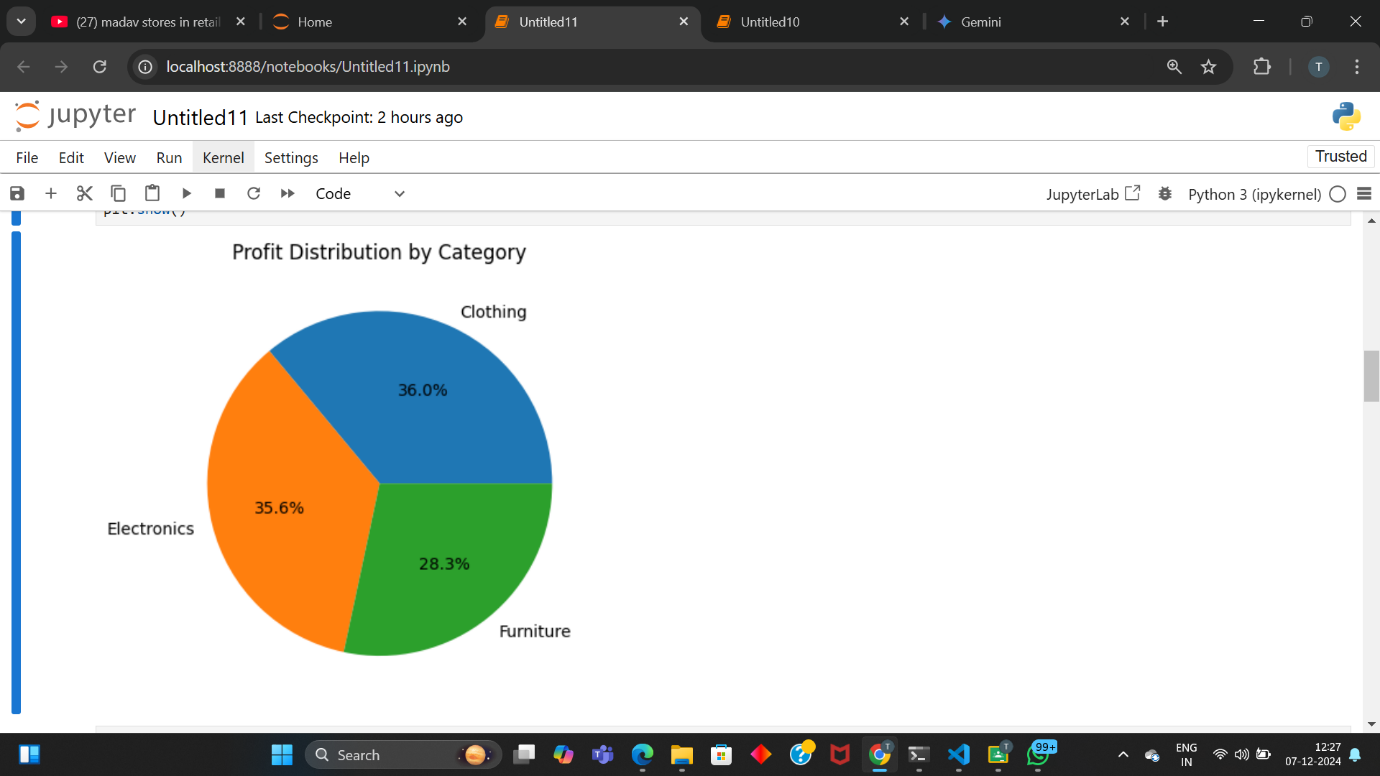 (27) madav stores in retail
Home
Untitled11
Untitled10
Gemini
localhost:8888/notebooks/Untitled11.ipynb
T
jupyter Untitled11 Last Checkpoint: 2 hours ago
File Edit View Run Kernel Settings Help
Trusted
Code
JupyterLab
Python 3 (ipykernel)
plt.show()
Profit Distribution by Category
Clothing
36.0%
35.6%
Electronics
28.3%
Furniture
Search
T
T
99+
ENG
IN
12:27
07-12-2024